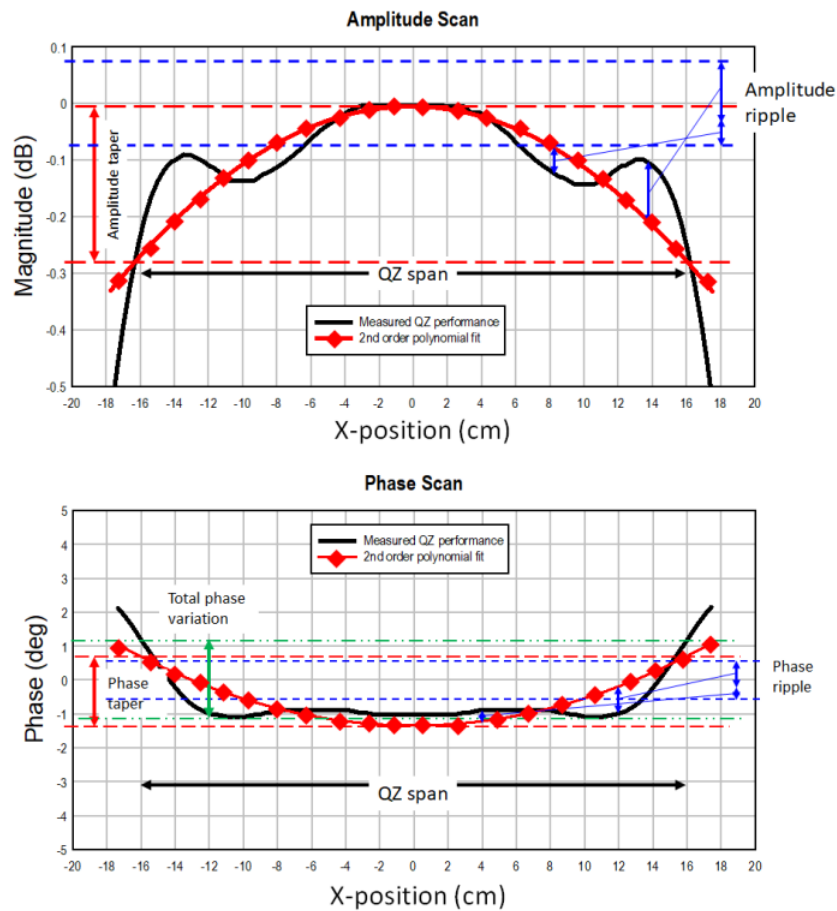 Amplitude Scan
0.1
0
-0.1
-0.2
-0.3
-0.4
-0.5
Magnitude (dB)
Amplitude taper
Amplitude
ripple
QZ span
Measured QZ performance
2nd order polynomial fit
-20 -18 -16 -14 -12 -10 -8 -6 -4 -2 0 2 4 6 8 10 12 14 16 18 20
X-position (cm)
Phase Scan
5
4
3
2
1
0
-1
-2
-3
-4
-5
Phase (deg)
Measured QZ performance
2nd order polynomial fit
Total phase
variation
Phase
taper
Phase
ripple
QZ span
-20 -18 -16 -14 -12 -10 -8 -6 -4 -2 0 2 4 6 8 10 12 14 16 18 20
X-position (cm)